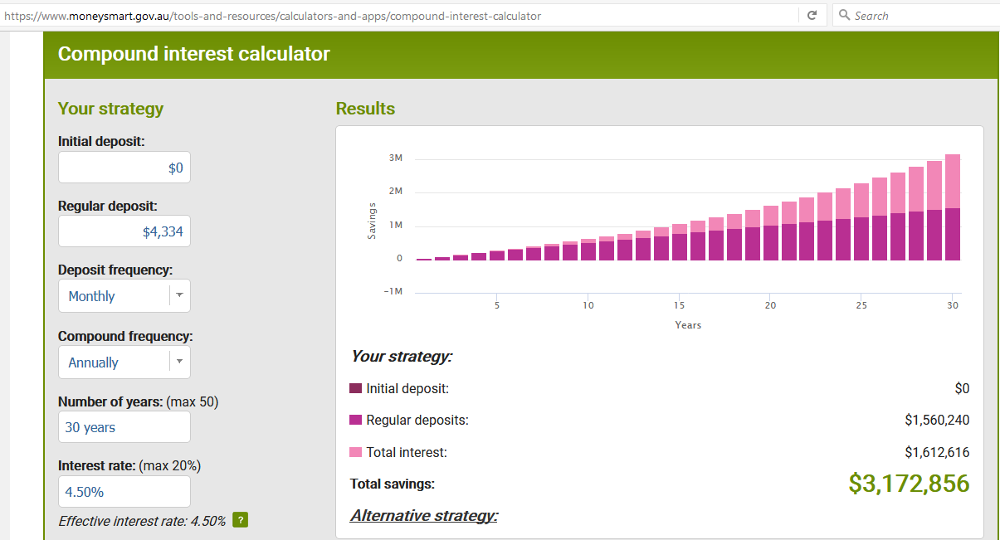 https://www.moneysmart.gov.au/tools-and-resources/calculators-and-apps/compound-interest-calculator
Search
Compound interest calculator
Your strategy
Initial deposit:
$0
Regular deposit:
$4,334
Deposit frequency:
Monthly
Compound frequency:
Annually
Number of years: (max 50)
30 years
Interest rate: (max 20%)
4.50%
Effective interest rate: 4.50% ?
Results
3M
2M
1M
0
-1M
Savings
5 10 15 20 25 30
Years
Your strategy:
Initial deposit: $0
Regular deposits: $1,560,240
Total interest: $1,612,616
Total savings: $3,172,856
Alternative strategy: